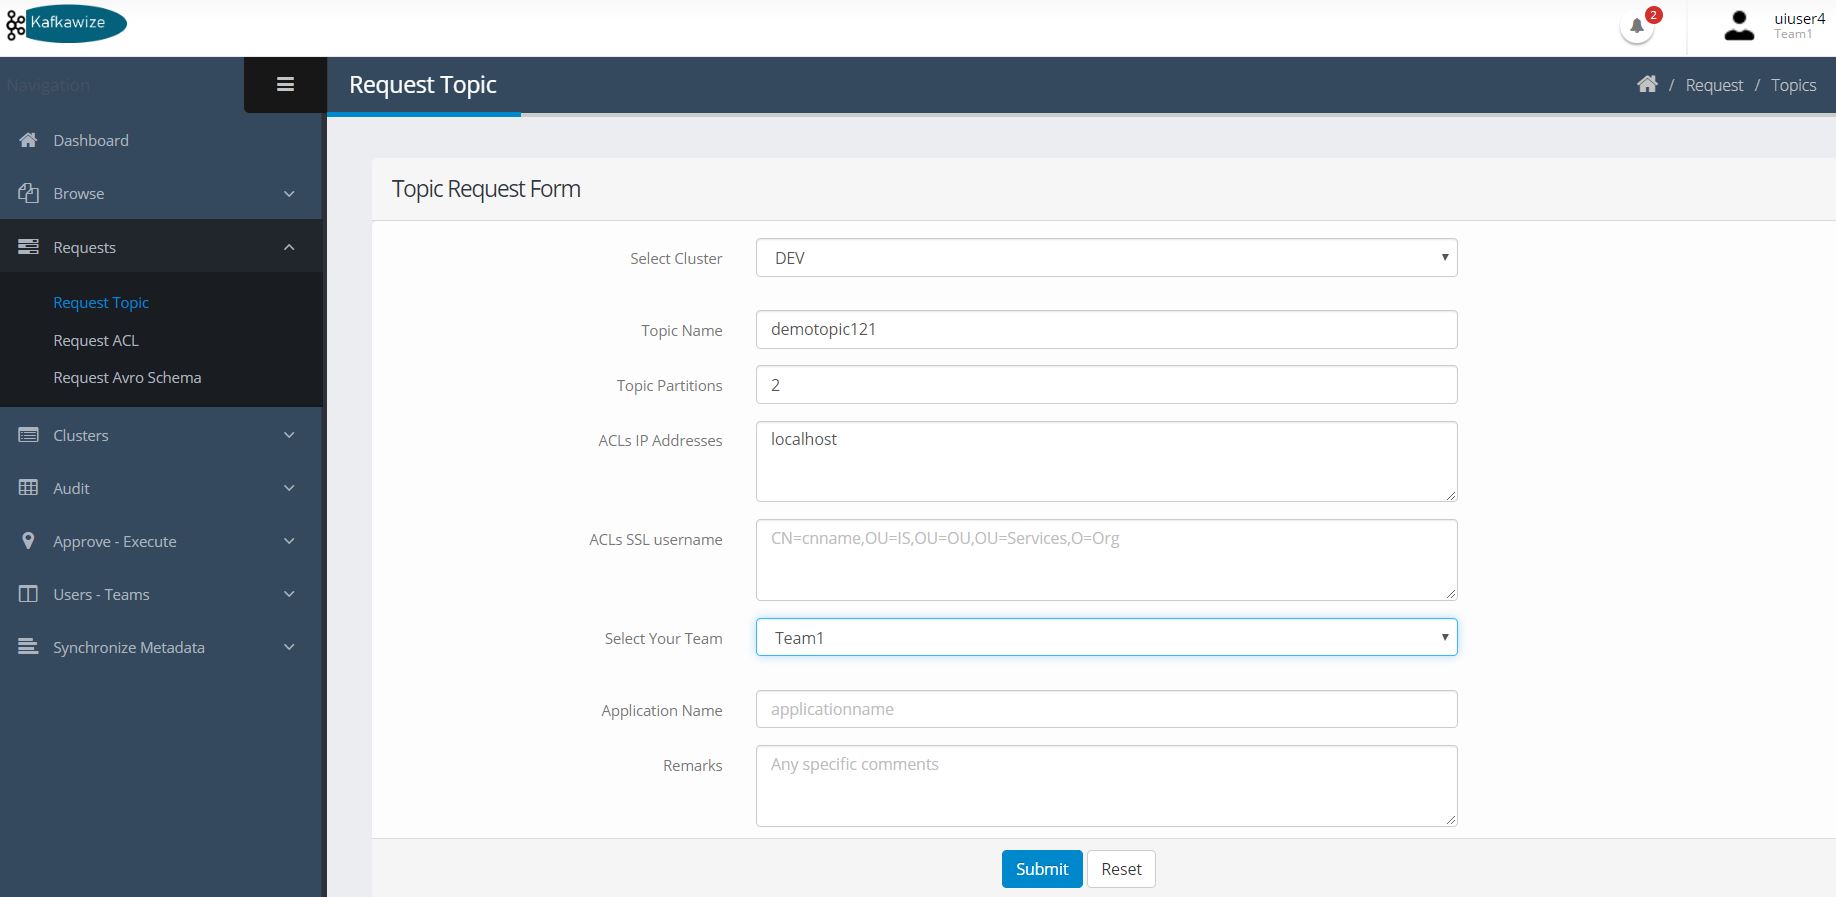 Kafkawize
2
uiuser4
Team1
Navigation
Request Topic
/ Request / Topics
Dashboard
Browse
Requests
Request Topic
Request ACL
Request Avro Schema
Clusters
Audit
Approve - Execute
Users - Teams
Synchronize Metadata
Topic Request Form
Select Cluster DEV
Topic Name demotopic121
Topic Partitions 2
ACLs IP Addresses localhost
ACLs SSL username CN=cnname,OU=IS,OU=OU,OU=Services,O=Org
Select Your Team Team1
Application Name applicationname
Remarks Any specific comments
Submit Reset